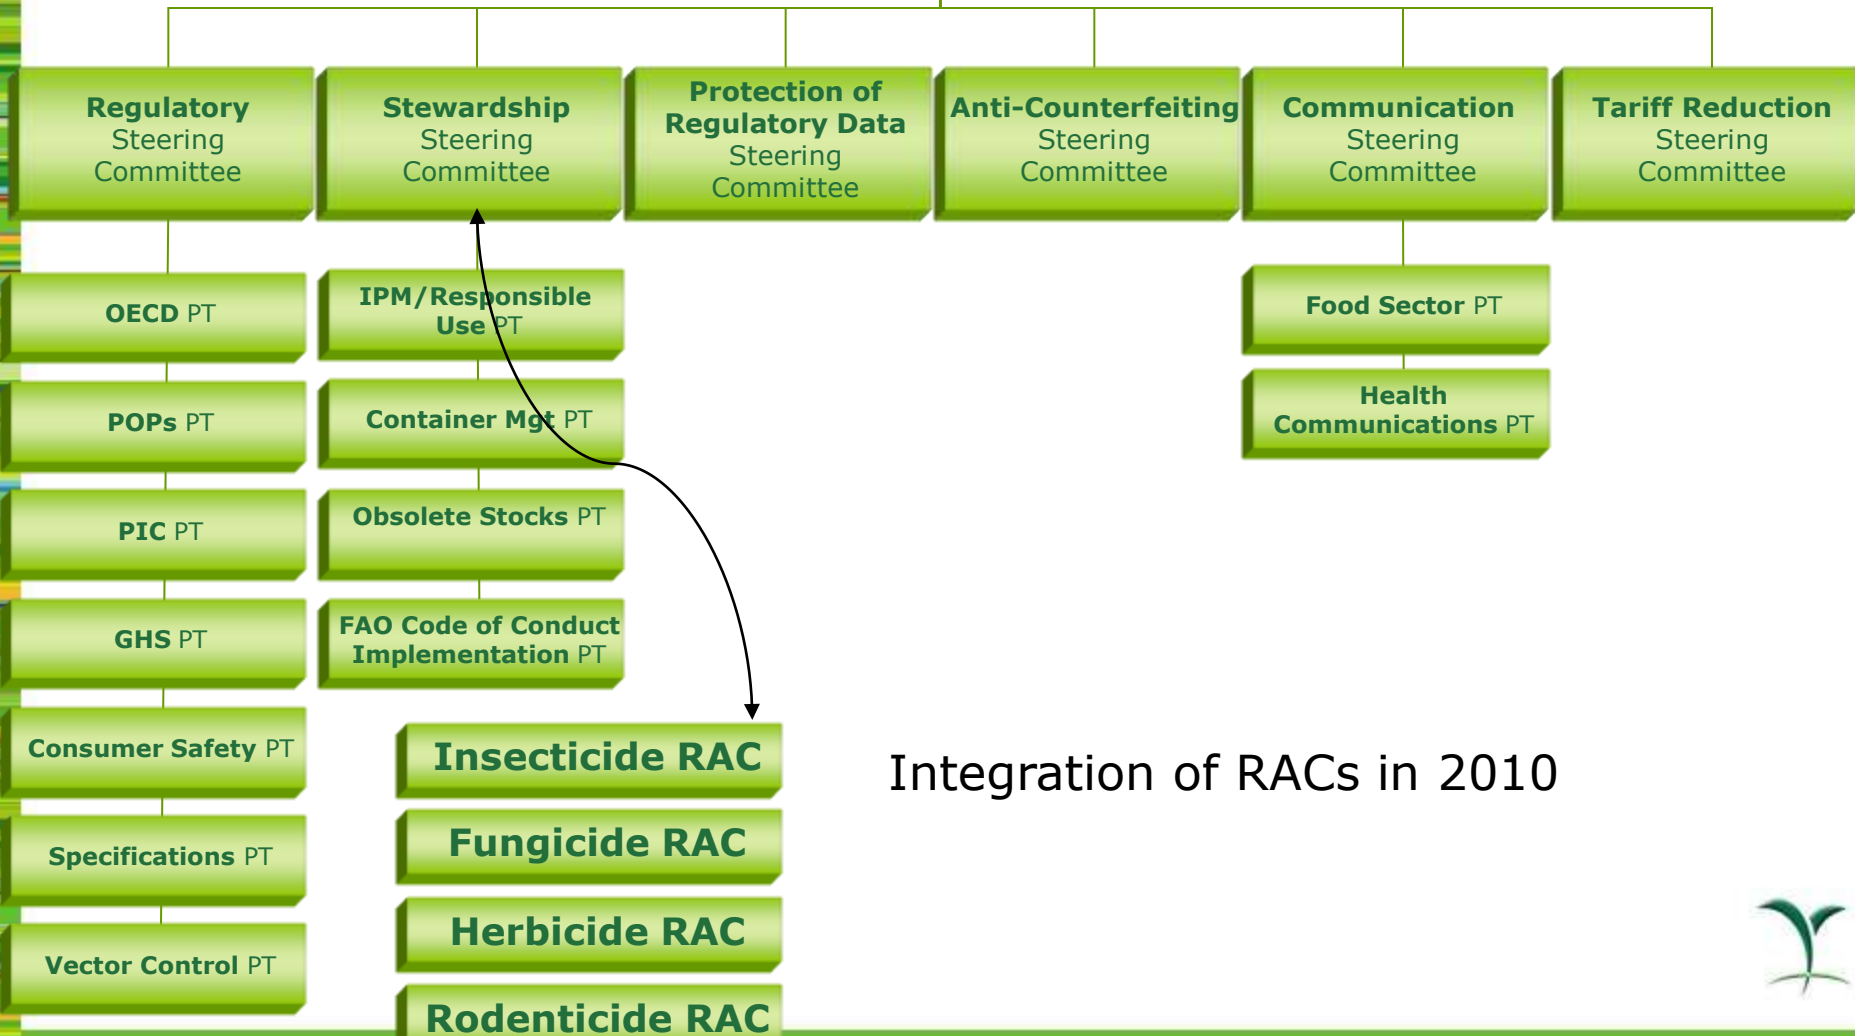 Regulatory
Steering
Committee
Stewardship
Steering
Committee
Protection of
Regulatory Data
Steering
Committee
Anti-Counterfeiting
Steering
Committee
Communication
Steering
Committee
Tariff Reduction
Steering
Committee
OECD PT
POPs PT
PIC PT
GHS PT
Consumer Safety PT
Specifications PT
Vector Control PT
IPM/Responsible
Use PT
Container Mgt PT
Obsolete Stocks PT
FAO Code of Conduct
Implementation PT
Insecticide RAC
Fungicide RAC
Herbicide RAC
Rodenticide RAC
Food Sector PT
Health
Communications PT
Integration of RACs in 2010